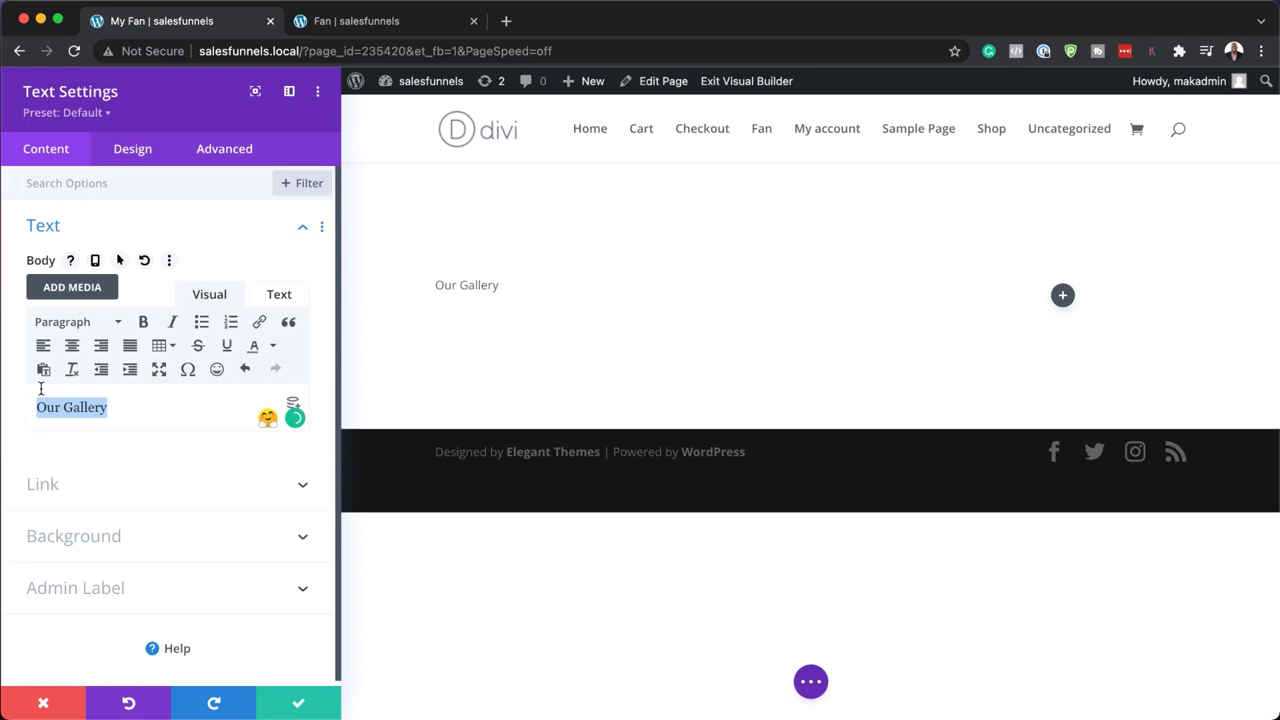 My Fan | salesfunnels
Fan | salesfunnels
Not Secure
salesfunnels.local/?page_id=235420&et_fb=1&PageSpeed=off
Text Settings
Preset: Default
salesfunnels
2
0
New
Edit Page
Exit Visual Builder
Howdy, makadmin
Content
Design
Advanced
D divi
Home
Cart
Checkout
Fan
My account
Sample Page
Shop
Uncategorized
Search Options
+ Filter
Text
Body
ADD MEDIA
Visual
Text
Paragraph
B
I
U
A
Our Gallery
Our Gallery
Link
Background
Admin Label
Help
Designed by Elegant Themes | Powered by WordPress